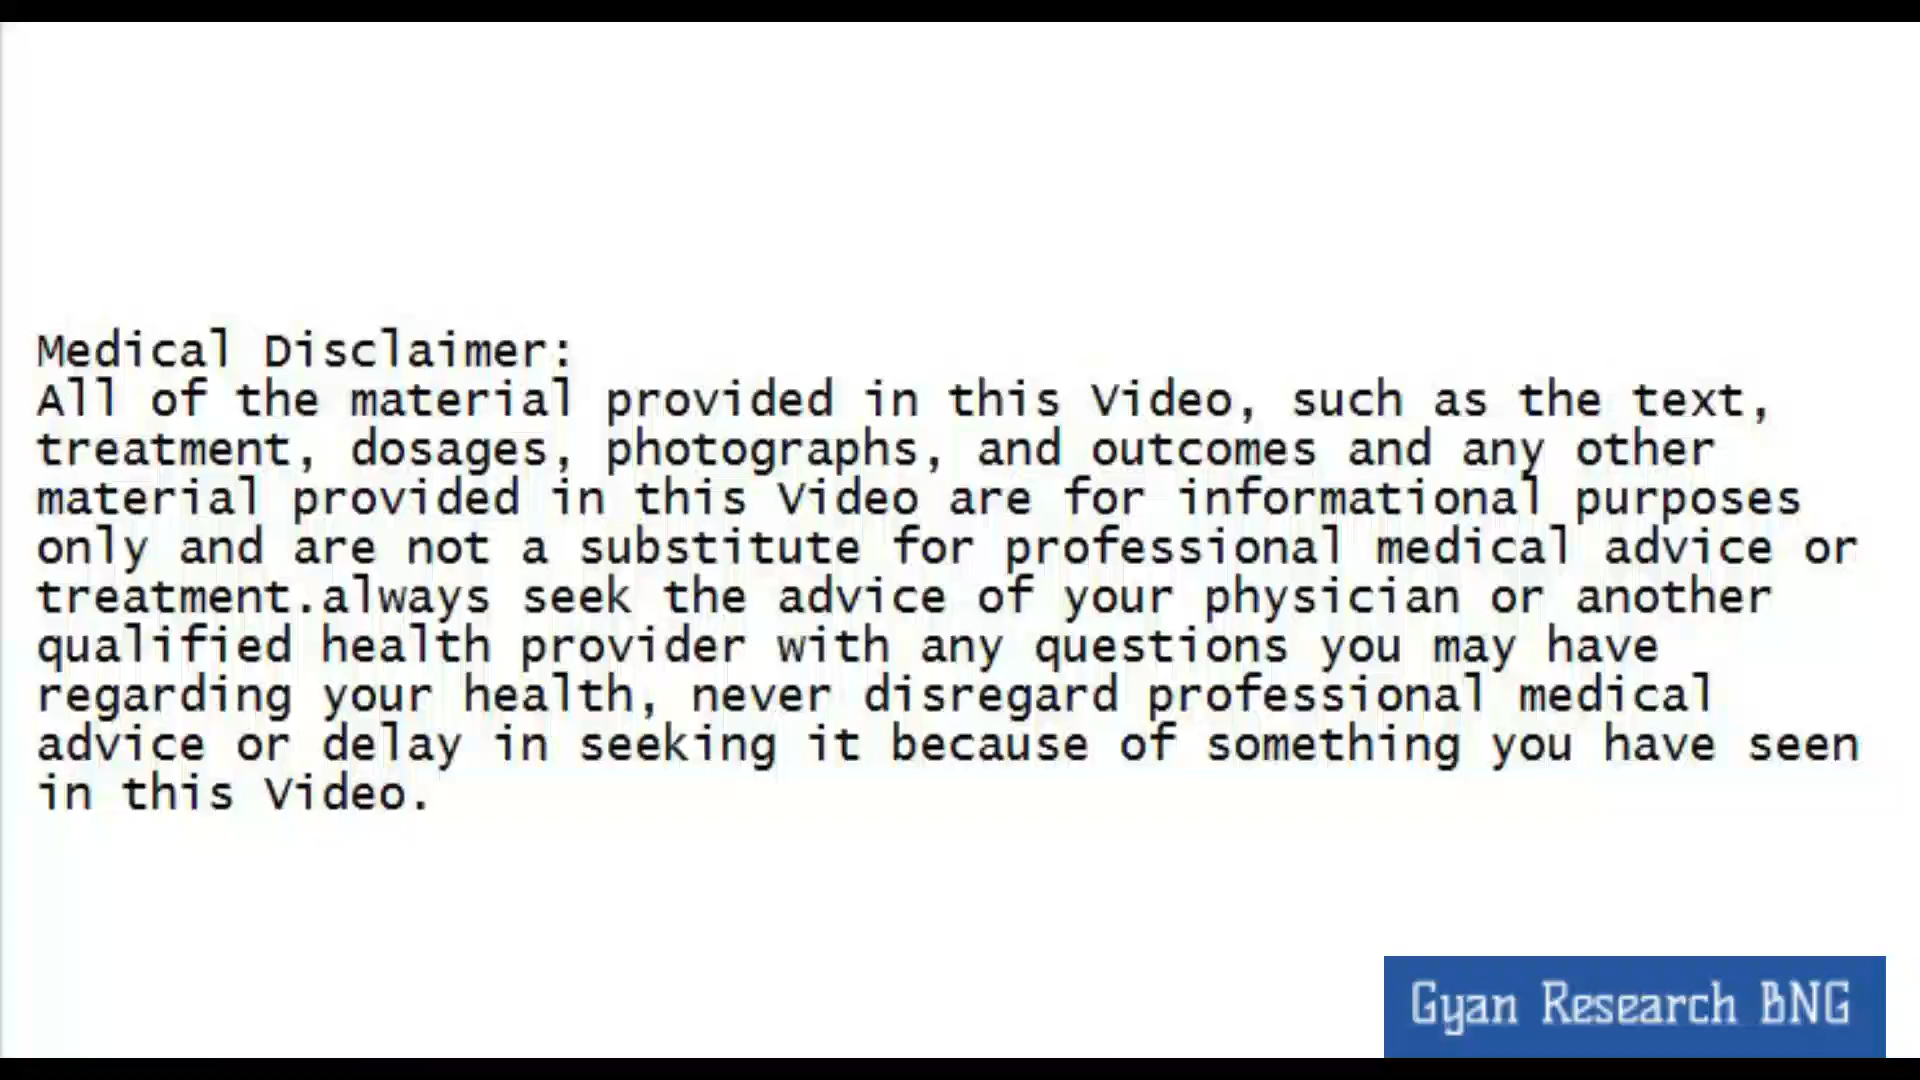 Medical Disclaimer:
All of the material provided in this Video, such as the text,
treatment, dosages, photographs, and outcomes and any other
material provided in this Video are for informational purposes
only and are not a substitute for professional medical advice or
treatment.always seek the advice of your physician or another
qualified health provider with any questions you may have
regarding your health, never disregard professional medical
advice or delay in seeking it because of something you have seen
in this Video.
Gyan Research BNG